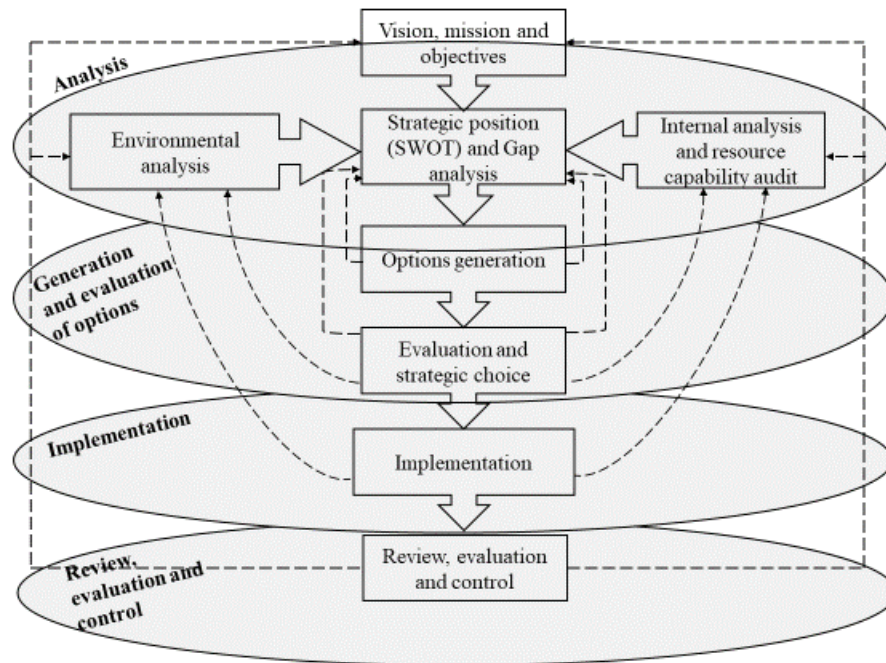 Vision, mission and
objectives
Analysis
Environmental
analysis
Strategic position
(SWOT) and Gap
analysis
Internal analysis
and resource
capability audit
Generation
and evaluation
of options
Options generation
Evaluation and
strategic choice
Implementation
Implementation
Review,
evaluation and
control
Review, evaluation
and control